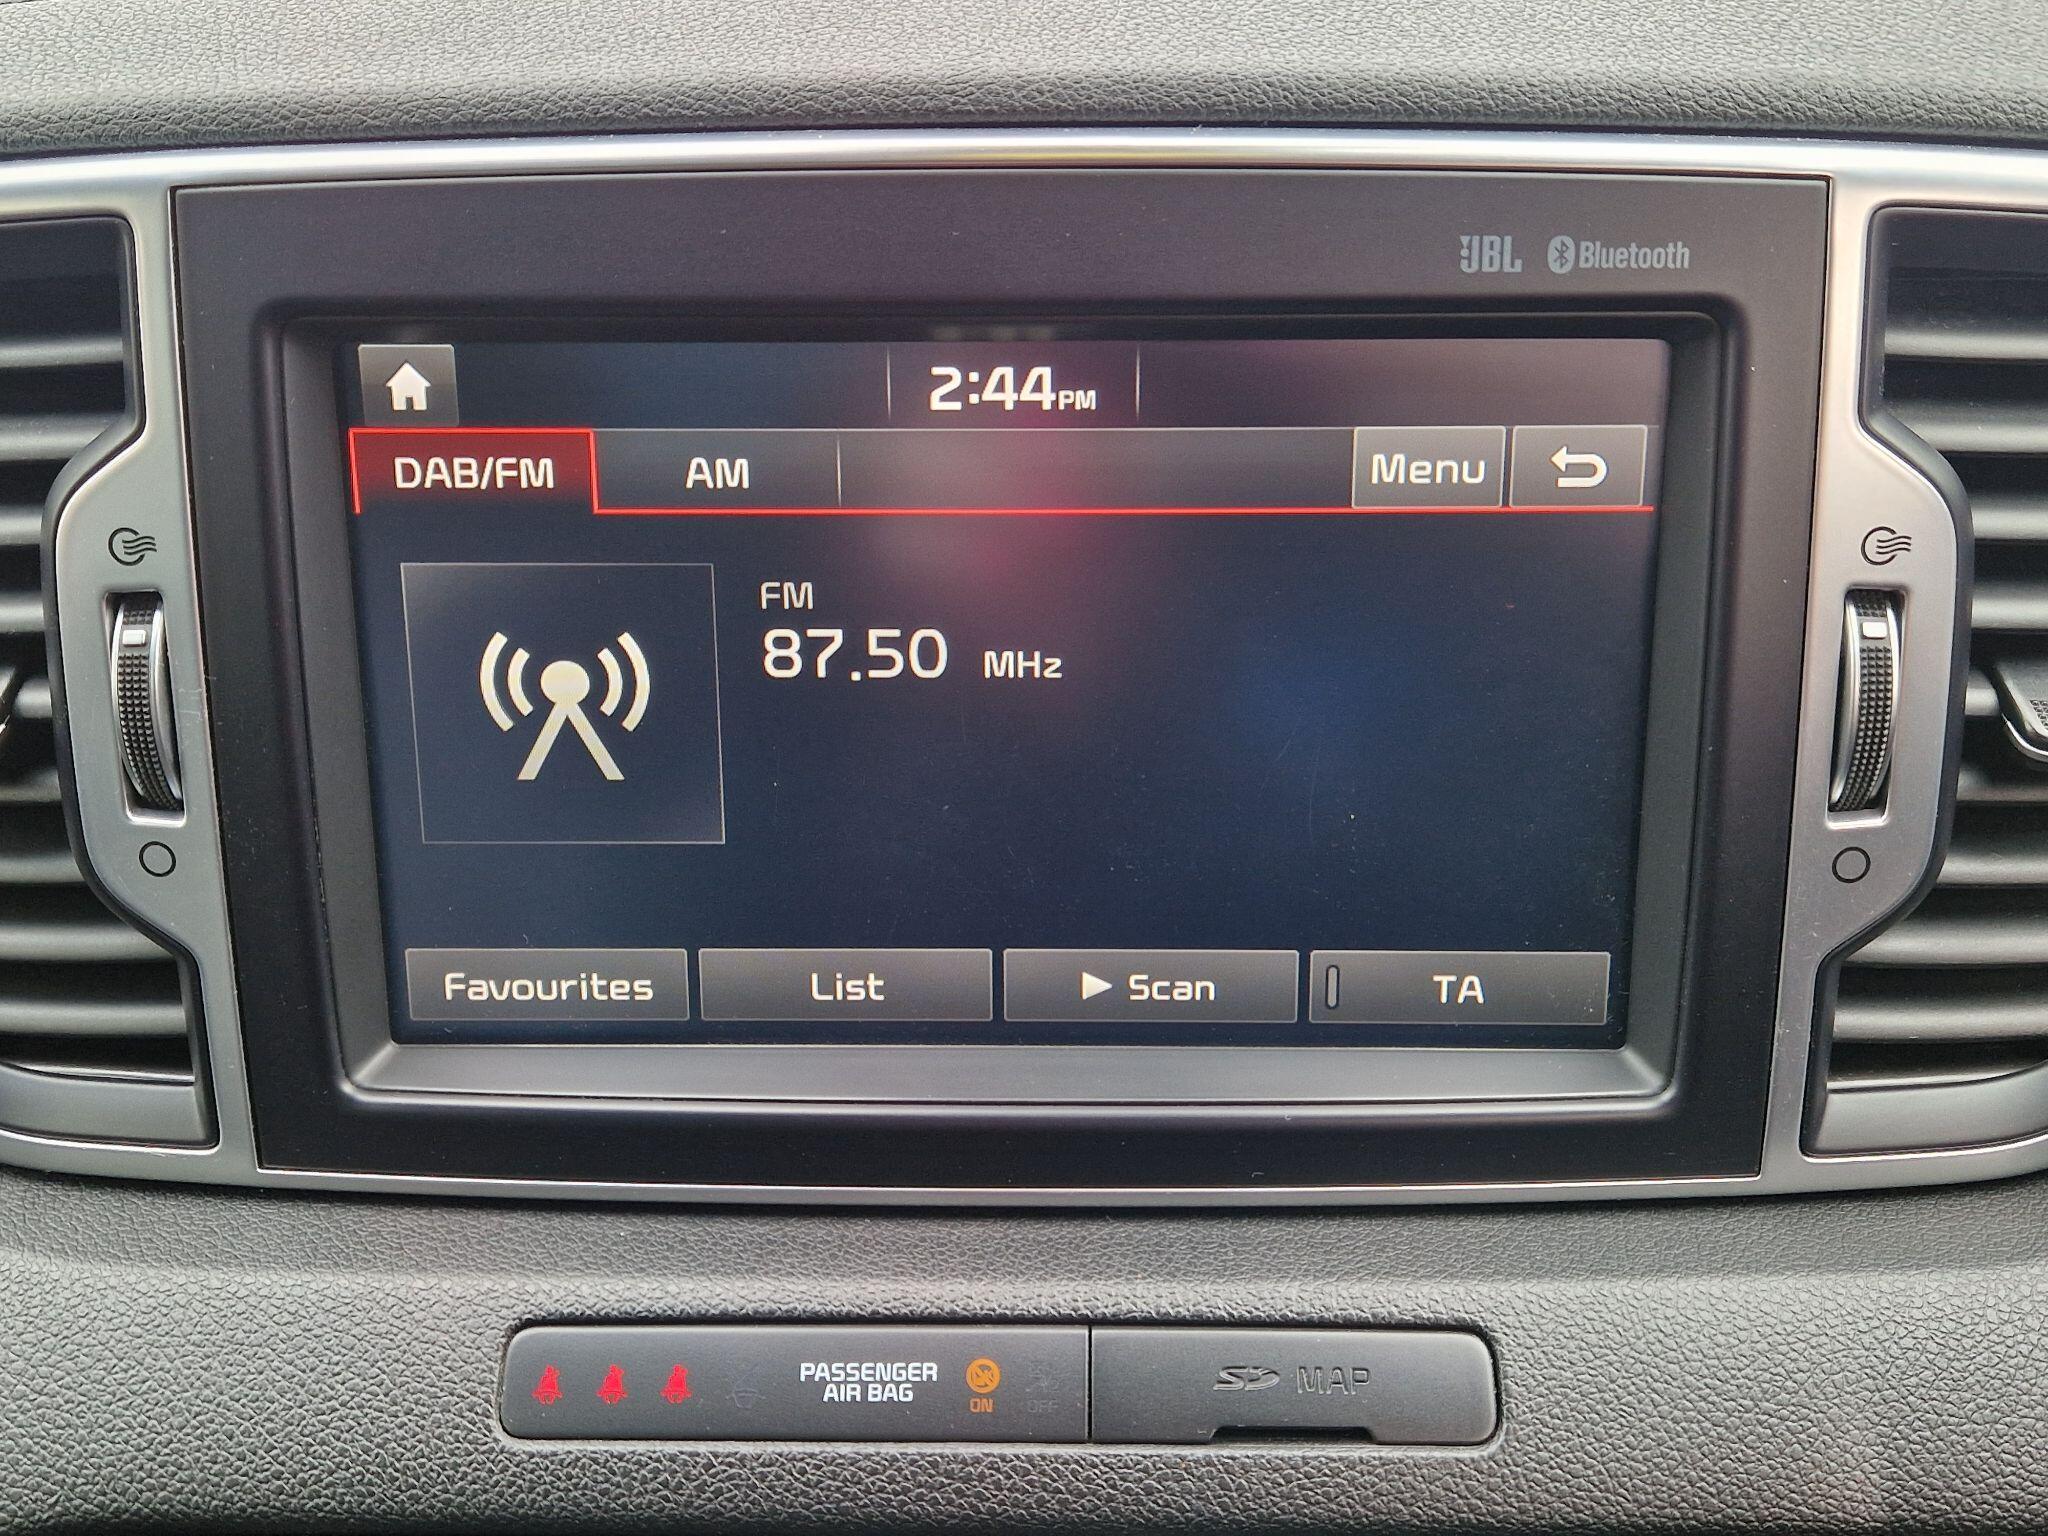 JBL Bluetooth
2:44PM
DAB/FM AM Menu
FM
87.50 MHz
Favourites List Scan TA
PASSENGER
AIR BAG
ON OFF
SD MAP